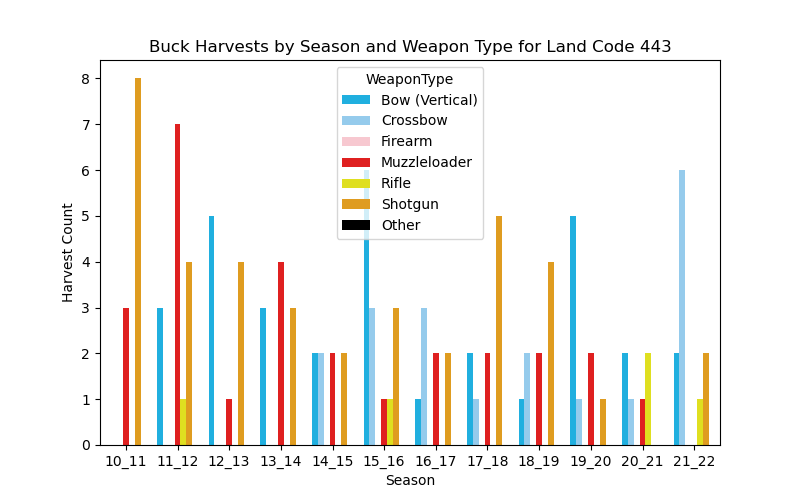 Buck Harvests by Season and Weapon Type for Land Code 443
WeaponType
Bow (Vertical)
Crossbow
Firearm
Muzzleloader
Rifle
Shotgun
Other
Harvest Count
8
7
6
5
4
3
2
1
0
10_11 11_12 12_13 13_14 14_15 15_16 16_17 17_18 18_19 19_20 20_21 21_22
Season